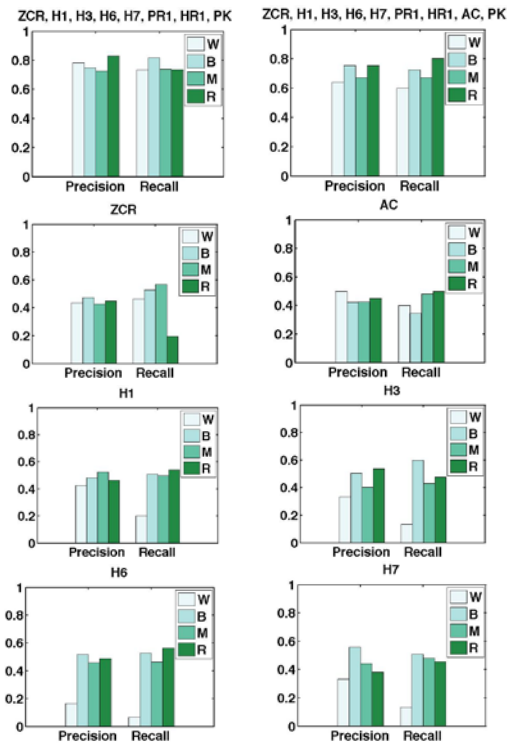 ZCR, H1, H3, H6, H7, PR1, HR1, PK
1
0.8
0.6
0.4
0.2
0
Precision Recall
W
B
M
R
ZCR, H1, H3, H6, H7, PR1, HR1, AC, PK
1
0.8
0.6
0.4
0.2
0
Precision Recall
W
B
M
R
ZCR
1
0.8
0.6
0.4
0.2
0
Precision Recall
W
B
M
R
AC
1
0.8
0.6
0.4
0.2
0
Precision Recall
W
B
M
R
H1
1
0.8
0.6
0.4
0.2
0
Precision Recall
W
B
M
R
H3
1
0.8
0.6
0.4
0.2
0
Precision Recall
W
B
M
R
H6
1
0.8
0.6
0.4
0.2
0
Precision Recall
W
B
M
R
H7
1
0.8
0.6
0.4
0.2
0
Precision Recall
W
B
M
R